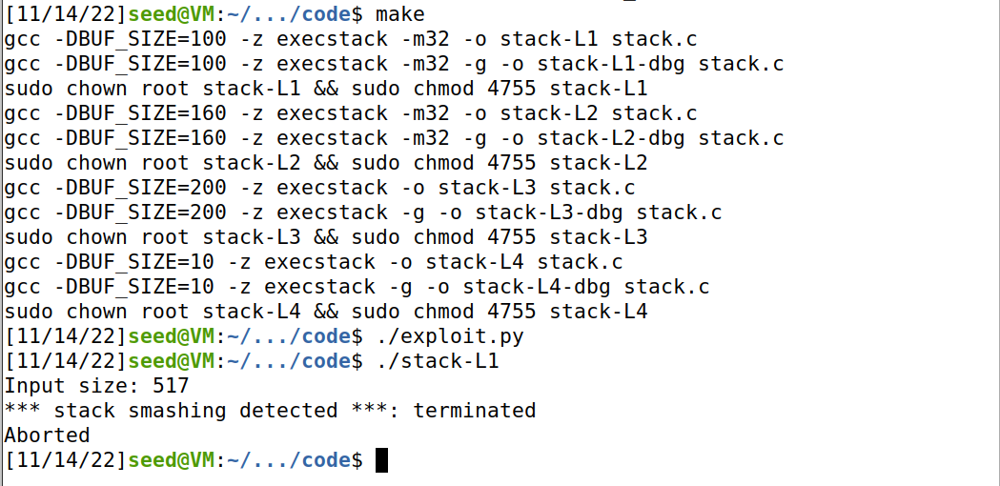 [11/14/22]seed@VM:~/.../code$ make
gcc -DBUF_SIZE=100 -z execstack -m32 -o stack-L1 stack.c
gcc -DBUF_SIZE=100 -z execstack -m32 -g -o stack-L1-dbg stack.c
sudo chown root stack-L1 && sudo chmod 4755 stack-L1
gcc -DBUF_SIZE=160 -z execstack -m32 -o stack-L2 stack.c
gcc -DBUF_SIZE=160 -z execstack -m32 -g -o stack-L2-dbg stack.c
sudo chown root stack-L2 && sudo chmod 4755 stack-L2
gcc -DBUF_SIZE=200 -z execstack -o stack-L3 stack.c
gcc -DBUF_SIZE=200 -z execstack -g -o stack-L3-dbg stack.c
sudo chown root stack-L3 && sudo chmod 4755 stack-L3
gcc -DBUF_SIZE=10 -z execstack -o stack-L4 stack.c
gcc -DBUF_SIZE=10 -z execstack -g -o stack-L4-dbg stack.c
sudo chown root stack-L4 && sudo chmod 4755 stack-L4
[11/14/22]seed@VM:~/.../code$ ./exploit.py
[11/14/22]seed@VM:~/.../code$ ./stack-L1
Input size: 517
*** stack smashing detected ***: terminated
Aborted
[11/14/22]seed@VM:~/.../code$